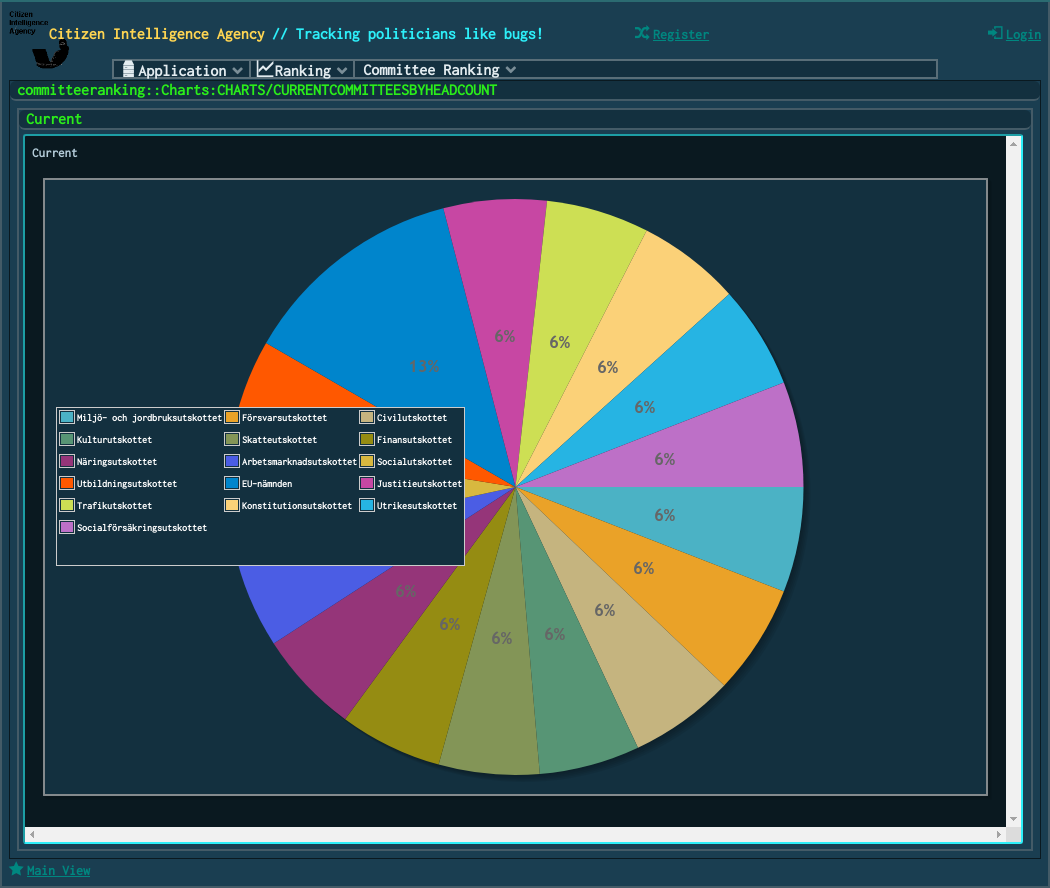 Citizen
Intelligence
Agency
Citizen Intelligence Agency // Tracking politicians like bugs!
Register
Login
Application
Ranking
Committee Ranking
committeeranking::Charts:CHARTS/CURRENTCOMMITTEESBYHEADCOUNT
Current
Current
6%
6%
13%
6%
6%
6%
Miljö- och jordbruksutskottet Försvarsutskottet Civilutskottet
Kulturutskottet Skatteutskottet Finansutskottet
Näringsutskottet Arbetsmarknadsutskottet Socialutskottet
Utbildningsutskottet EU-nämnden Justitieutskottet
Trafikutskottet Konstitutionsutskottet Utrikesutskottet
Socialförsäkringsutskottet
6%
6%
6%
6%
6%
6%
6%
Main View